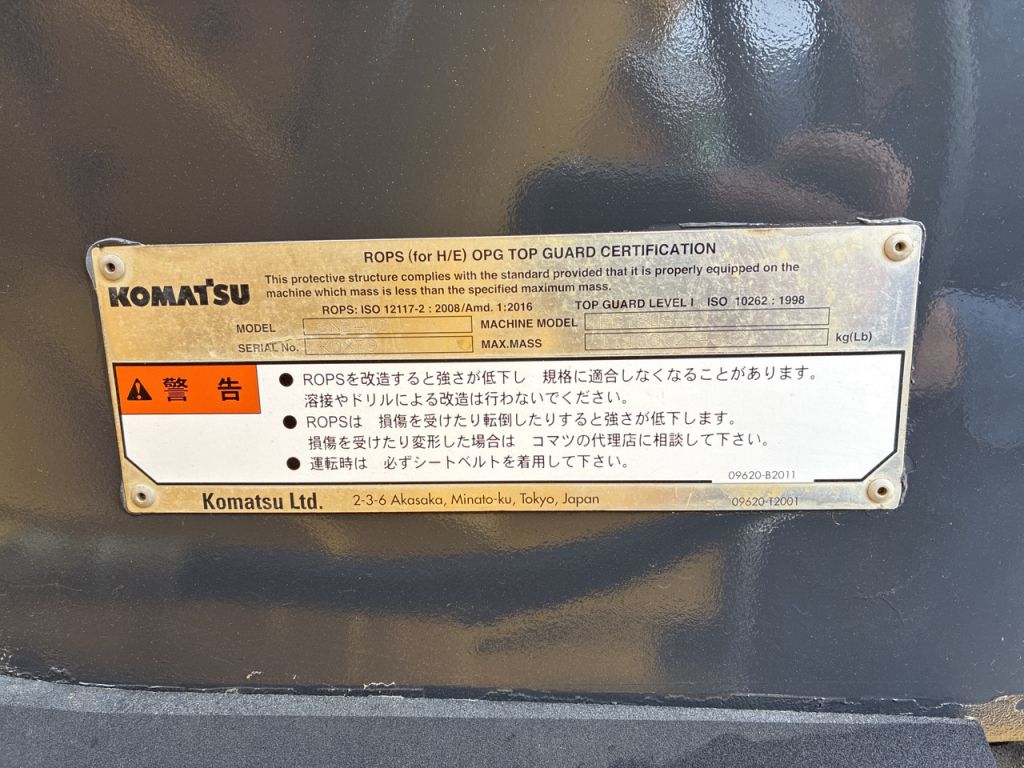 ROPS (for H/E) OPG TOP GUARD CERTIFICATION
KOMATSU
This protective structure complies with the standard provided that it is properly equipped on the
machine which mass is less than the specified maximum mass.
ROPS: ISO 12117-2 : 2008/Amd. 1:2016 TOP GUARD LEVEL I ISO 10262 : 1998
MODEL MACHINE MODEL
SERIAL No. MAX.MASS kg(Lb)
警告
● ROPSを改造すると強さが低下し 規格に適合しなくなることがあります。
溶接やドリルによる改造は行わないでください。
● ROPSは 損傷を受けたり転倒したりすると強さが低下します。
損傷を受けたり変形した場合は コマツの代理店に相談して下さい。
● 運転時は 必ずシートベルトを着用して下さい。
09620-B2011
Komatsu Ltd. 2-3-6 Akasaka, Minato-ku, Tokyo, Japan 09620-T2001